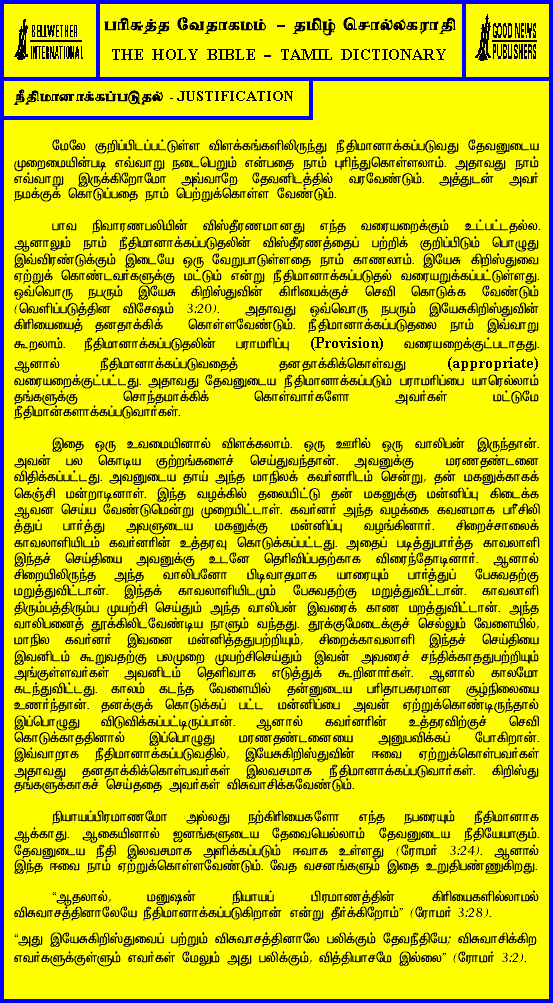 BELLWETHER
INTERNATIONAL
பரிசுத்த வேதாகமம் – தமிழ் சொல்லகராதி
THE HOLY BIBLE – TAMIL DICTIONARY
GOOD NEWS
PUBLISHERS
நீதிமானாக்கப்படுதல் - JUSTIFICATION
மேலே குறிப்பிடப்பட்டுள்ள விளக்கங்களிலிருந்து நீதிமானாக்கப்படுவது தேவனுடைய
முறைமையின்படி எவ்வாறு நடைபெறும் என்பதை நாம் புரிந்துகொள்ளலாம். அதாவது நாம்
எவ்வாறு இருக்கிறோமோ அவ்வாறே தேவனிடத்தில் வரவேண்டும். அத்துடன் அவர்
நமக்குக் கொடுப்பதை நாம் பெற்றுக்கொள்ள வேண்டும்.
பாவ நிவாரணபலியின் விஸ்தீரணமானது எந்த வரையறைக்கும் உட்பட்டதல்ல.
ஆனாலும் நாம் நீதிமானாக்கப்படுதலின் விஸ்தீரணத்தைப் பற்றிக் குறிப்பிடும் பொழுது
இவ்விரண்டுக்கும் இடையே ஒரு வேறுபாடுள்ளதை நாம் காணலாம். இயேசு கிறிஸ்துவை
ஏற்றுக் கொண்டவர்களுக்கு மட்டும் என்று நீதிமானாக்கப்படுதல் வரையறுக்கப்பட்டுள்ளது.
ஒவ்வொரு நபரும் இயேசு கிறிஸ்துவின் கிரியைக்குச் செவி கொடுக்க வேண்டும்
(வெளிப்படுத்தின விசேஷம் 3:20). அதாவது ஒவ்வொரு நபரும் இயேசுகிறிஸ்துவின்
கிரியையைத் தனதாக்கிக் கொள்ளவேண்டும். நீதிமானாக்கப்படுதலை நாம் இவ்வாறு
கூறலாம். நீதிமானாக்கப்படுதலின் பராமரிப்பு (Provision) வரையறைக்குட்படாதது.
ஆனால் நீதிமானாக்கப்படுவதைத் தனதாக்கிக்கொள்வது (appropriate)
வரையறைக்குட்பட்டது. அதாவது தேவனுடைய நீதிமானாக்கப்படும் பராமரிப்பை யாரெல்லாம்
தங்களுக்கு சொந்தமாக்கிக் கொள்வார்களோ அவர்கள் மட்டுமே
நீதிமான்களாக்கப்படுவார்கள்.
இதை ஒரு உவமையினால் விளக்கலாம். ஒரு ஊரில் ஒரு வாலிபன் இருந்தான்.
அவன் பல கொடிய குற்றங்களைச் செய்துவந்தான். அவனுக்கு மரணதண்டனை
விதிக்கப்பட்டது. அவனுடைய தாய் அந்த மாநிலக் கவர்னரிடம் சென்று, தன் மகனுக்காகக்
கெஞ்சி மன்றாடினாள். இந்த வழக்கில் தலையிட்டு தன் மகனுக்கு மன்னிப்பு கிடைக்க
ஆவன செய்ய வேண்டுமென்று முறையிட்டாள். கவர்னர் அந்த வழக்கை கவனமாக பரீசிலி
த்துப் பார்த்து அவளுடைய மகனுக்கு மன்னிப்பு வழங்கினார். சிறைச்சாலைக்
காவலாளியிடம் கவர்னரின் உத்தரவு கொடுக்கப்பட்டது. அதைப் படித்துபார்த்த காவலாளி
இந்தச் செய்தியை அவனுக்கு உடனே தெரிவிப்பதற்காக விரைந்தோடினார். ஆனால்
சிறையிலிருந்த அந்த வாலிபனோ பிடிவாதமாக யாரையும் பார்த்துப் பேசுவதற்கு
மறுத்துவிட்டான். இந்தக் காவலாளியிடமும் பேசுவதற்கு மறுத்துவிட்டான். காவலாளி
திரும்பத்திரும்ப முயற்சி செய்தும் அந்த வாலிபன் இவரைக் காண மறத்துவிட்டான். அந்த
வாலிபனைத் தூக்கிலிடவேண்டிய நாளும் வந்தது. தூக்குமேடைக்குச் செல்லும் வேளையில்,
மாநில கவர்னர் இவனை மன்னித்ததுபற்றியும், சிறைக்காவலாளி இந்தச் செய்தியை
இவனிடம் கூறுவதற்கு பலமுறை முயற்சிசெய்தும் இவன் அவரைச் சந்திக்காததுபற்றியும்
அங்குள்ளவர்கள் அவனிடம் தெளிவாக எடுத்துக் கூறினார்கள். ஆனால் காலமோ
கடந்துவிட்டது. காலம் கடந்த வேளையில் தன்னுடைய பரிதாபகரமான சூழ்நிலையை
உணர்ந்தான். தனக்குக் கொடுக்கப் பட்ட மன்னிப்பை அவன் ஏற்றுக்கொண்டிருந்தால்
இப்பொழுது விடுவிக்கப்பட்டிருப்பான். ஆனால் கவர்னரின் உத்தரவிற்குச் செவி
கொடுக்காததினால் இப்பொழுது மரணதண்டனையை அனுபவிக்கப் போகிறான்.
இவ்வாறாக நீதிமானாக்கப்படுவதில், இயேசுகிறிஸ்துவின் ஈவை ஏற்றுக்கொள்பவர்கள்
அதாவது தனதாக்கிக்கொள்பவர்கள் இலவசமாக நீதிமானாக்கப்படுவார்கள். கிறிஸ்து
தங்களுக்காகச் செய்ததை அவர்கள் விசுவாசிக்கவேண்டும்.
நியாயப்பிரமாணமோ அல்லது நற்கிரியைகளோ எந்த நபரையும் நீதிமானாக
ஆக்காது. ஆகையினால் ஜனங்களுடைய தேவையெல்லாம் தேவனுடைய நீதியேயாகும்.
தேவனுடைய நீதி இலவசமாக அளிக்கப்படும் ஈவாக உள்ளது (ரோமர் 3:24). ஆனால்
இந்த ஈவை நாம் ஏற்றுக்கொள்ளவேண்டும். வேத வசனங்களும் இதை உறுதிபண்ணுகிறது.
“ஆதலால், மனுஷன் நியாயப் பிரமாணத்தின் கிரியைகளில்லாமல்
விசுவாசத்தினாலேயே நீதிமானாக்கப்படுகிறான் என்று தீர்க்கிறோம்” (ரோமர் 3:28).
“அது இயேசுகிறிஸ்துவைப் பற்றும் விசுவாசத்தினாலே பலிக்கும் தேவநீதியே; விசுவாசிக்கிற
எவர்களுக்குள்ளும் எவர்கள் மேலும் அது பலிக்கும், வித்தியாசமே இல்லை” (ரோமர் 3:2).